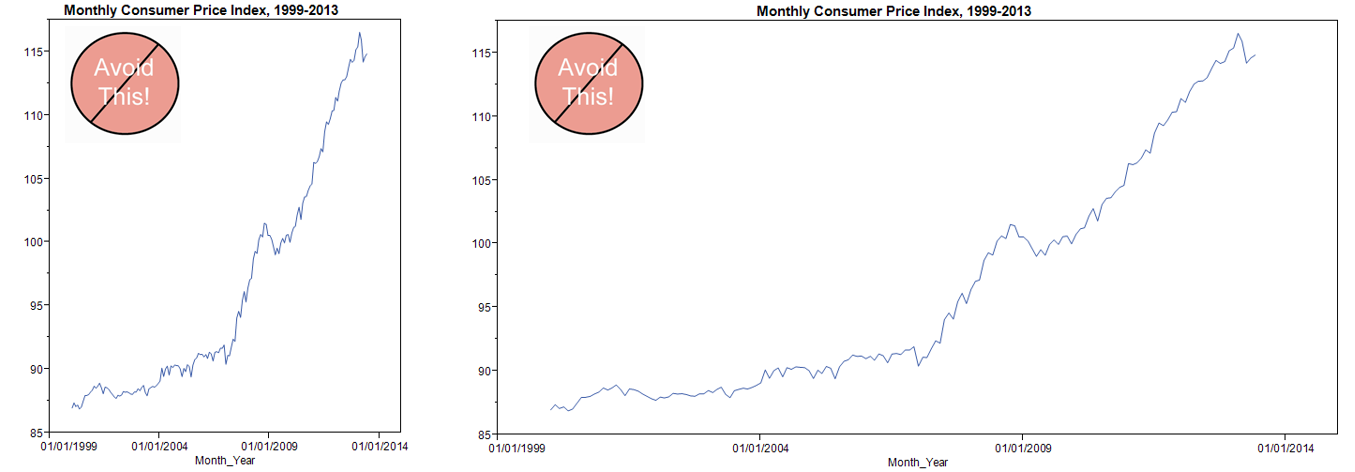 Monthly Consumer Price Index, 1999-2013
Avoid
This!
115
110
105
100
95
90
85
01/01/1999 01/01/2004 01/01/2009 01/01/2014
Month_Year
Monthly Consumer Price Index, 1999-2013
Avoid
This!
115
110
105
100
95
90
85
01/01/1999 01/01/2004 01/01/2009 01/01/2014
Month_Year